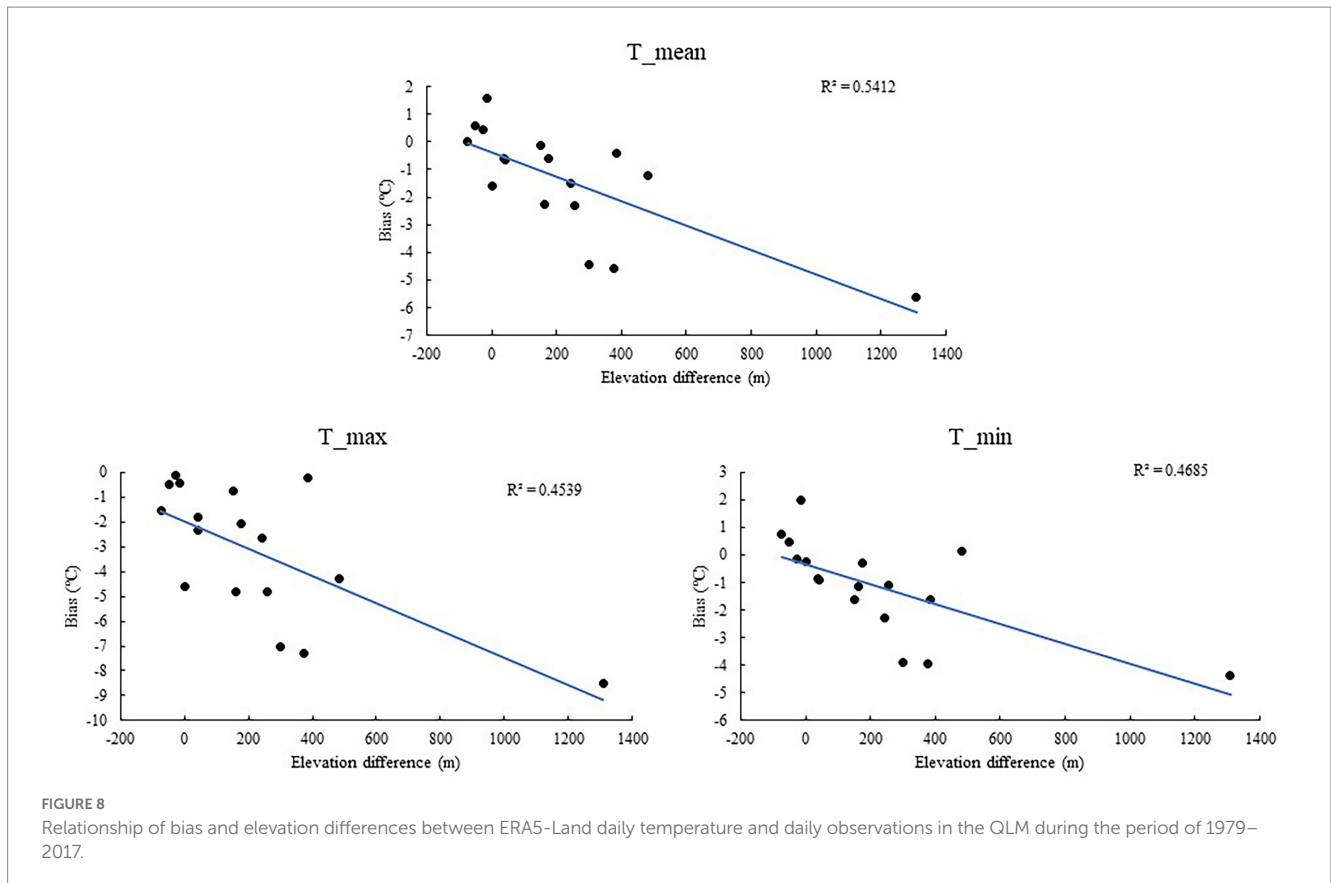 T_mean
R² = 0.5412
2
1
0
-1
-2
-3
-4
-5
-6
-7
Bias (°C)
-200 0 200 400 600 800 1000 1200 1400
Elevation difference (m)
T_max
R² = 0.4539
0
-1
-2
-3
-4
-5
-6
-7
-8
-9
-10
Bias (°C)
-200 0 200 400 600 800 1000 1200 1400
Elevation difference (m)
T_min
R² = 0.4685
3
2
1
0
-1
-2
-3
-4
-5
-6
Bias (°C)
-200 0 200 400 600 800 1000 1200 1400
Elevation difference (m)
FIGURE 8
Relationship of bias and elevation differences between ERA5-Land daily temperature and daily observations in the QLM during the period of 1979–
2017.